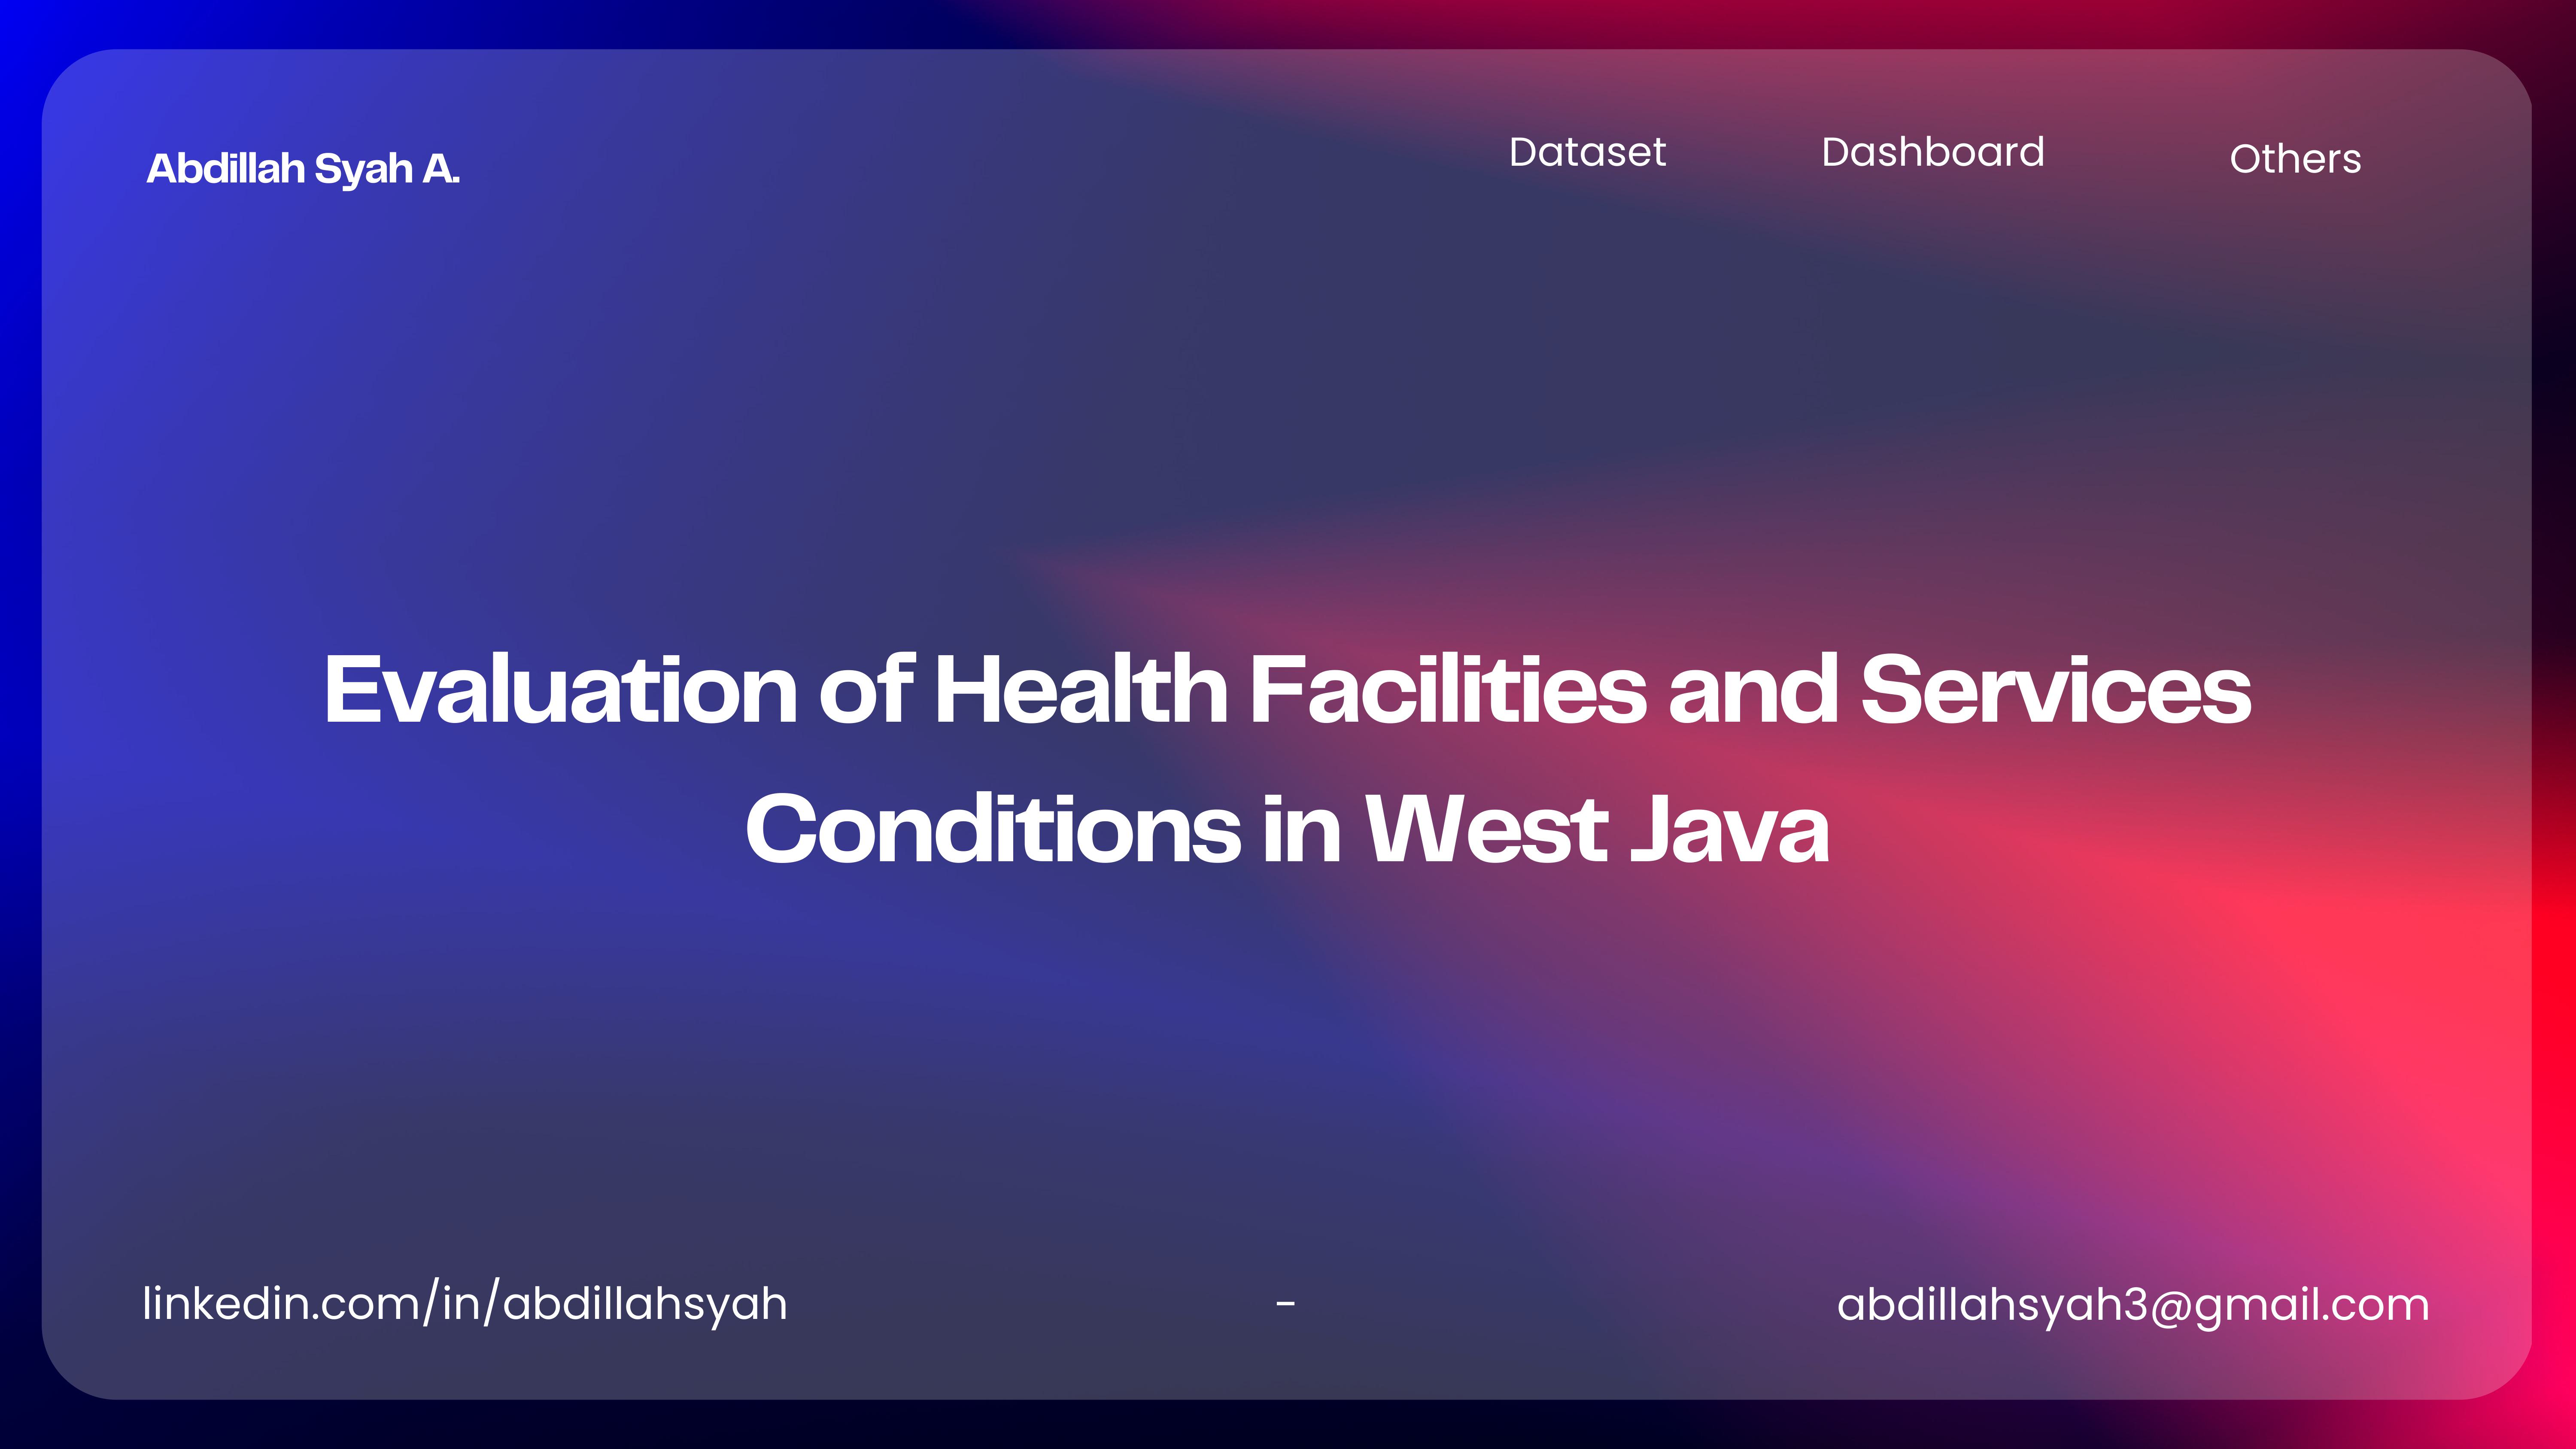 Abdillah Syah A.
Dataset
Dashboard
Others
Evaluation of Health Facilities and Services
Conditions in West Java
linkedin.com/in/abdillahsyah
-
abdillahsyah3@gmail.com